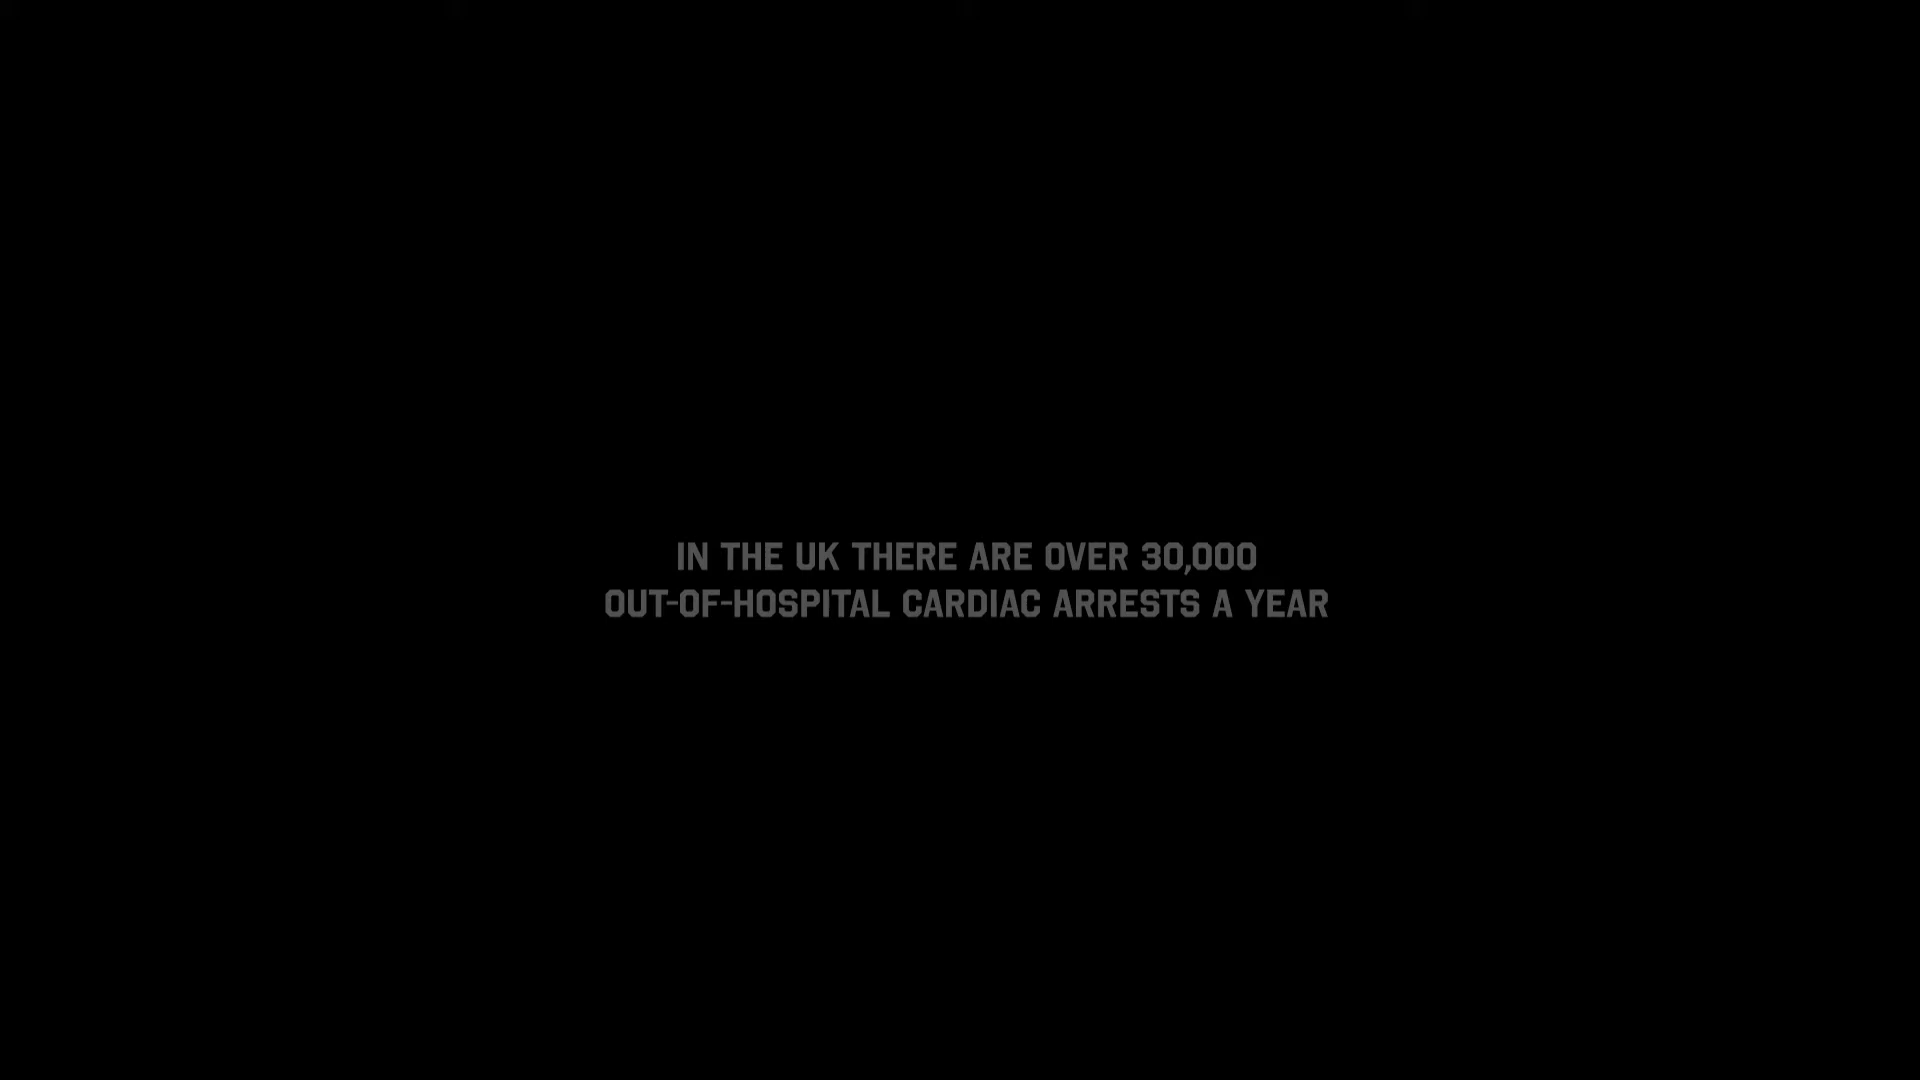 IN THE UK THERE ARE OVER 30,000
OUT-OF-HOSPITAL CARDIAC ARRESTS A YEAR